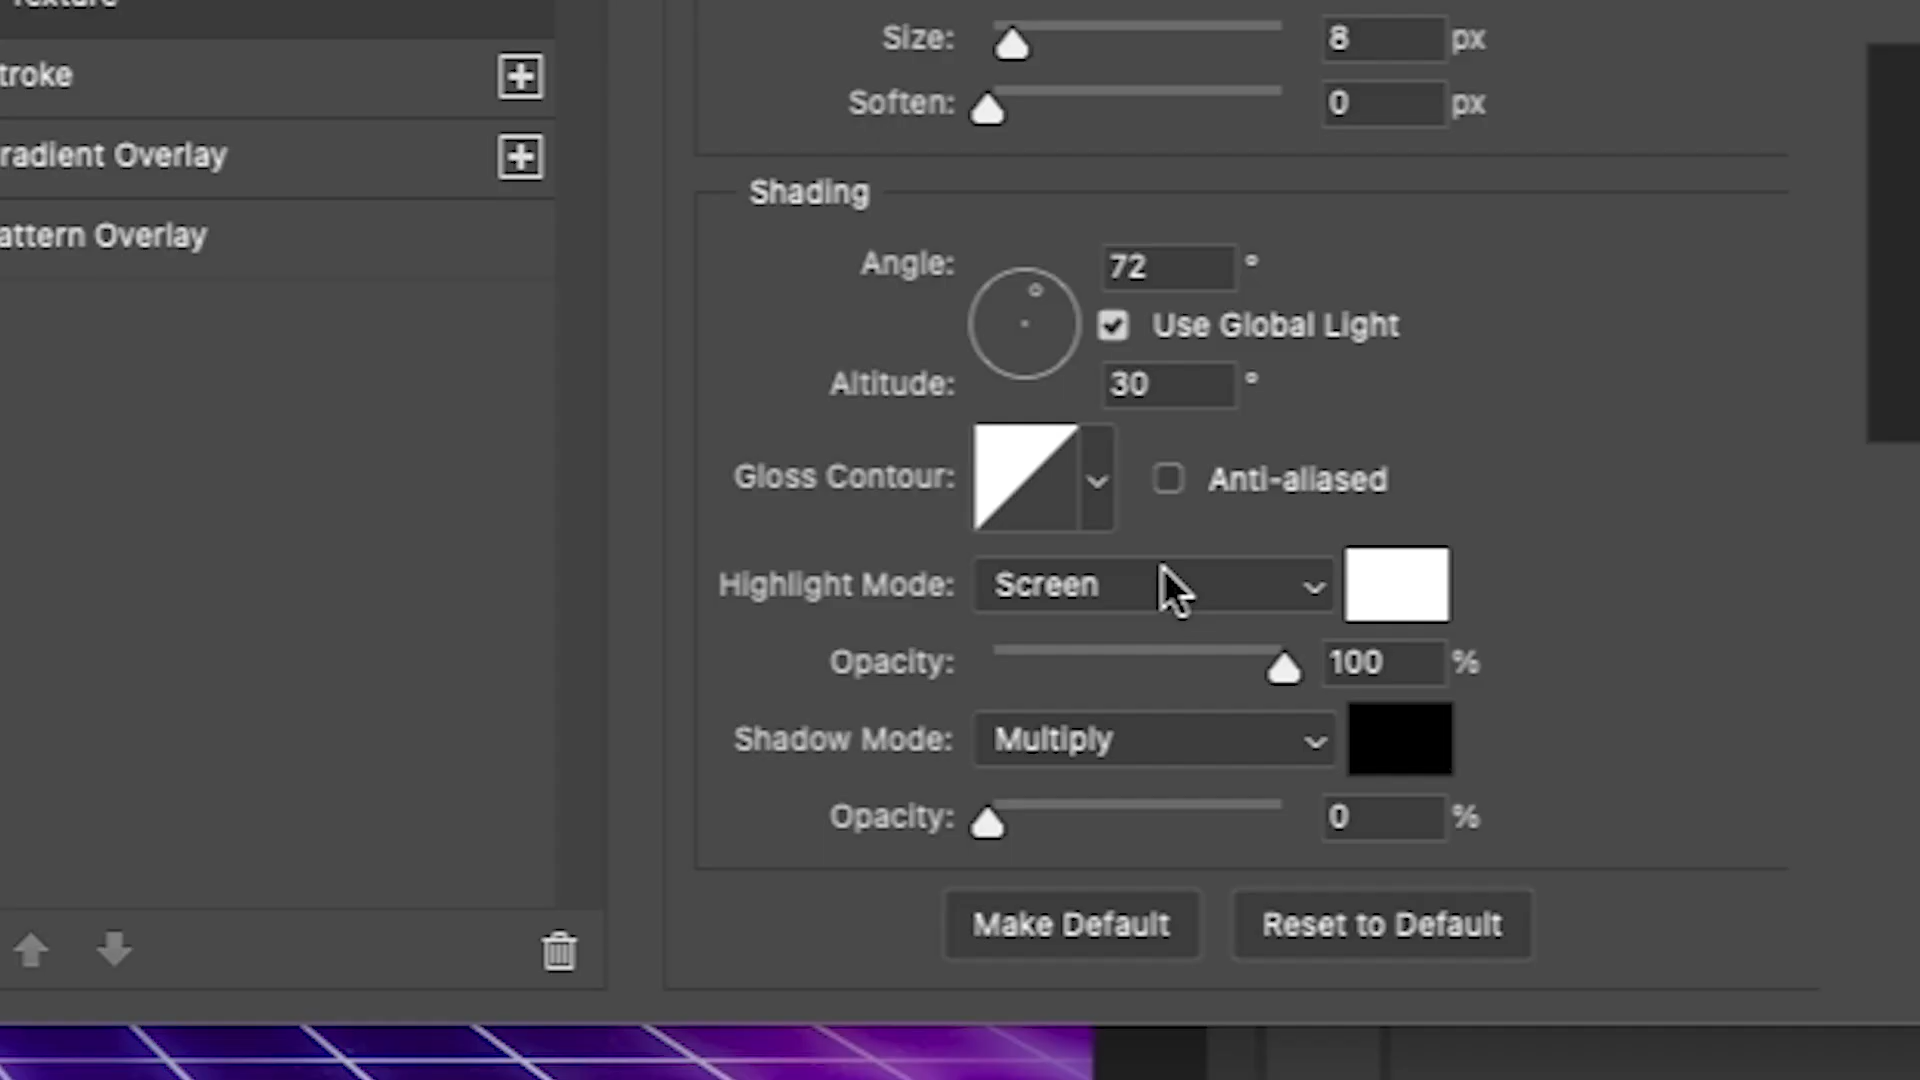 Texture
troke
radient Overlay
attern Overlay
Size: 8 px
Soften: 0 px
Shading
Angle: 72 °
Use Global Light
Altitude: 30 °
Gloss Contour: Anti-aliased
Highlight Mode: Screen
Opacity: 100 %
Shadow Mode: Multiply
Opacity: 0 %
Make Default Reset to Default